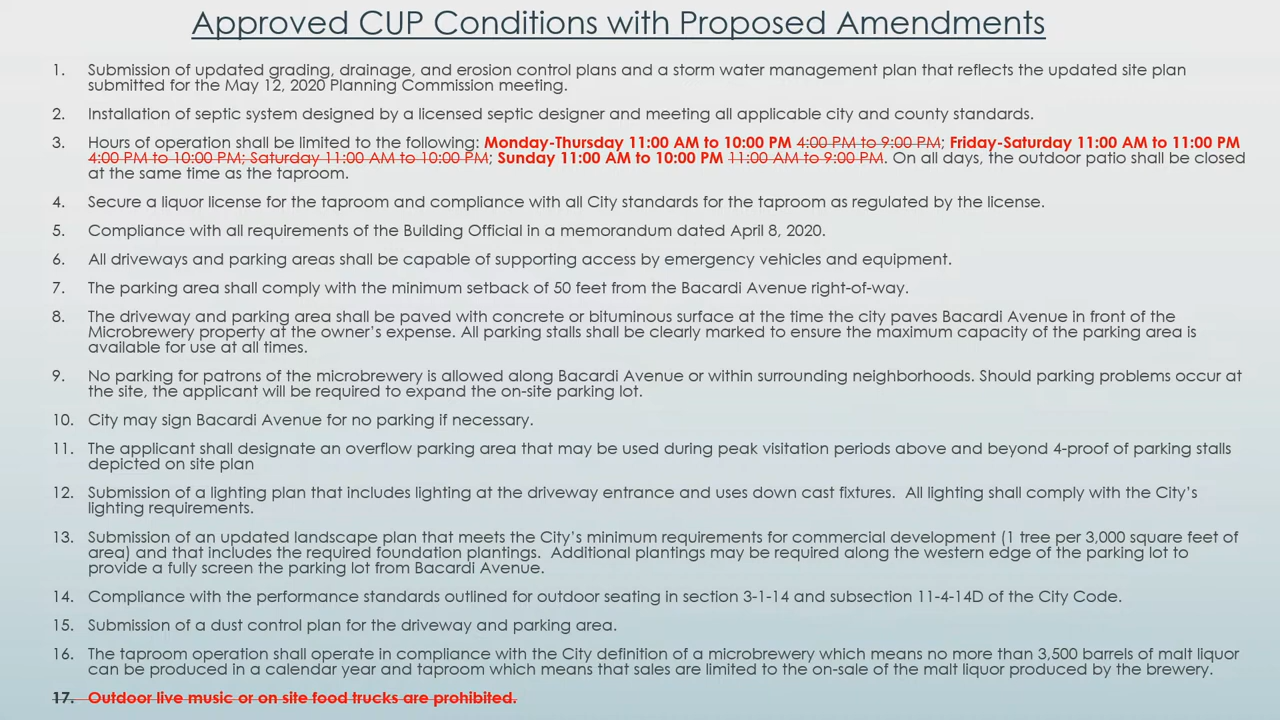 Approved CUP Conditions with Proposed Amendments
1. Submission of updated grading, drainage, and erosion control plans and a storm water management plan that reflects the updated site plan
submitted for the May 12, 2020 Planning Commission meeting.
2. Installation of septic system designed by a licensed septic designer and meeting all applicable city and county standards.
3. Hours of operation shall be limited to the following: Monday-Thursday 11:00 AM to 10:00 PM 4:00 PM to 9:00 PM; Friday-Saturday 11:00 AM to 11:00 PM
4:00 PM to 10:00 PM; Saturday 11:00 AM to 10:00 PM; Sunday 11:00 AM to 10:00 PM 11:00 AM to 9:00 PM. On all days, the outdoor patio shall be closed
at the same time as the taproom.
4. Secure a liquor license for the taproom and compliance with all City standards for the taproom as regulated by the license.
5. Compliance with all requirements of the Building Official in a memorandum dated April 8, 2020.
6. All driveways and parking areas shall be capable of supporting access by emergency vehicles and equipment.
7. The parking area shall comply with the minimum setback of 50 feet from the Bacardi Avenue right-of-way.
8. The driveway and parking area shall be paved with concrete or bituminous surface at the time the city paves Bacardi Avenue in front of the
Microbrewery property at the owner's expense. All parking stalls shall be clearly marked to ensure the maximum capacity of the parking area is
available for use at all times.
9. No parking for patrons of the microbrewery is allowed along Bacardi Avenue or within surrounding neighborhoods. Should parking problems occur at
the site, the applicant will be required to expand the on-site parking lot.
10. City may sign Bacardi Avenue for no parking if necessary.
11. The applicant shall designate an overflow parking area that may be used during peak visitation periods above and beyond 4-proof of parking stalls
depicted on site plan
12. Submission of a lighting plan that includes lighting at the driveway entrance and uses down cast fixtures. All lighting shall comply with the City's
lighting requirements.
13. Submission of an updated landscape plan that meets the City's minimum requirements for commercial development (1 tree per 3,000 square feet of
area) and that includes the required foundation plantings. Additional plantings may be required along the western edge of the parking lot to
provide a fully screen the parking lot from Bacardi Avenue.
14. Compliance with the performance standards outlined for outdoor seating in section 3-1-14 and subsection 11-4-14D of the City Code.
15. Submission of a dust control plan for the driveway and parking area.
16. The taproom operation shall operate in compliance with the City definition of a microbrewery which means no more than 3,500 barrels of malt liquor
can be produced in a calendar year and taproom which means that sales are limited to the on-sale of the malt liquor produced by the brewery.
17. Outdoor live music or on site food trucks are prohibited.